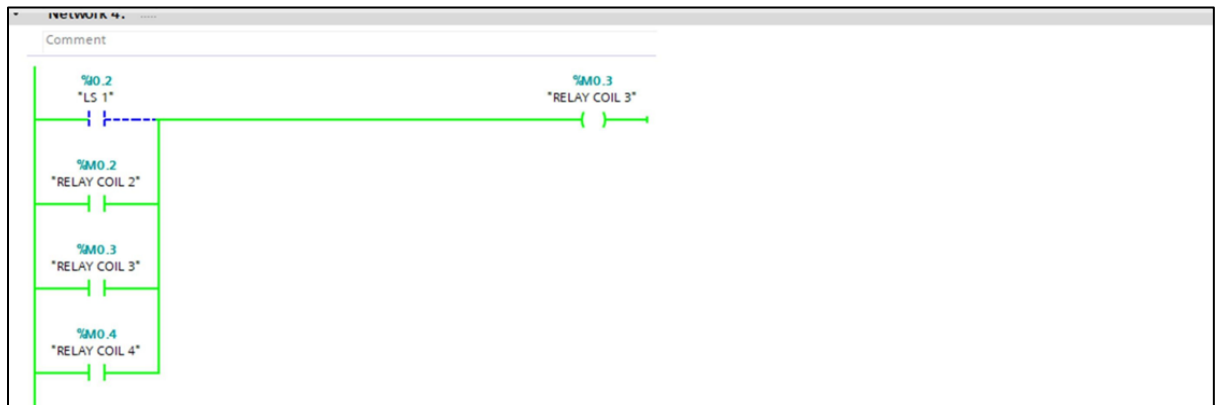 Network 4: .....
Comment
%I0.2
"LS 1"
%M0.3
"RELAY COIL 3"
%M0.2
"RELAY COIL 2"
%M0.3
"RELAY COIL 3"
%M0.4
"RELAY COIL 4"